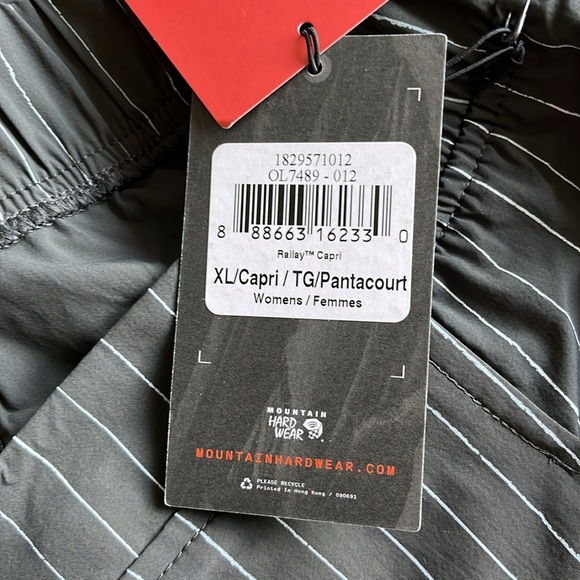 1829571012
OL7489 - 012
8 88663 16233 0
Railay™ Capri
XL/Capri / TG/Pantacourt
Womens / Femmes
MOUNTAIN
HARD
WEAR
MOUNTAINHARDWEAR.COM
PLEASE RECYCLE
Printed in Hong Kong / 090691